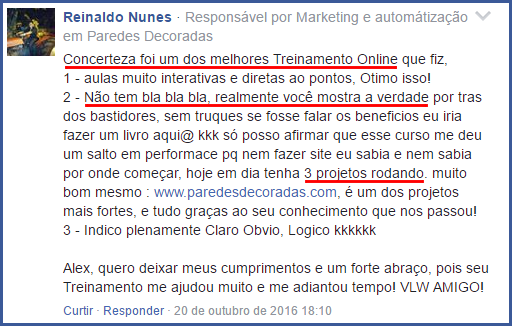 Reinaldo Nunes · Responsável por Marketing e automátização
em Paredes Decoradas
Concerteza foi um dos melhores Treinamento Online que fiz,
1 - aulas muito interativas e diretas ao pontos, Otimo isso!
2 - Não tem bla bla bla, realmente você mostra a verdade por tras
dos bastidores, sem truques se fosse falar os beneficios eu iria
fazer um livro aqui@ kkk só posso afirmar que esse curso me deu
um salto em performace pq nem fazer site eu sabia e nem sabia
por onde começar, hoje em dia tenha 3 projetos rodando. muito
bom mesmo : www.paredesdecoradas.com, é um dos projetos
mais fortes, e tudo graças ao seu conhecimento que nos passou!
3 - Indico plenamente Claro Obvio, Logico kkkkkk
Alex, quero deixar meus cumprimentos e um forte abraço, pois seu
Treinamento me ajudou muito e me adiantou tempo! VLW AMIGO!
Curtir · Responder · 20 de outubro de 2016 18:10